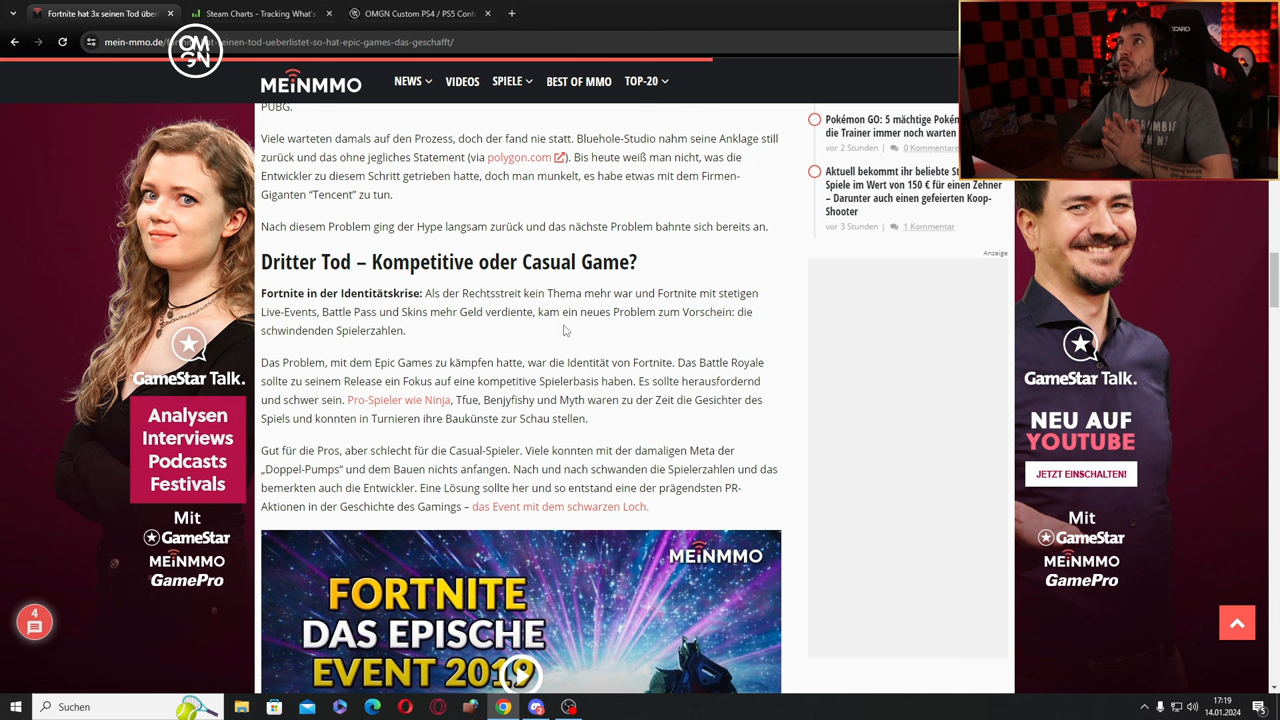 Fortnite hat 3x seinen Tod über
Steam Charts - Tracking What's
OMGN Custom PS4 / PS5 Cont
mein-mmo.de/
-seinen-tod-ueberlistet-so-hat-epic-games-das-geschafft/
OM
GN
MEiNMMO
NEWS
VIDEOS
SPIELE
BEST OF MMO
TOP-20
PUBG.
Viele warteten damals auf den Prozess, doch der fand nie statt. Bluehole-Studio nahm seine Anklage still
zurück und das ohne jegliches Statement (via polygon.com). Bis heute weiß man nicht, was die
Entwickler zu diesem Schritt getrieben hatte, doch man munkelt, es habe etwas mit dem Firmen-
Giganten “Tencent” zu tun.
Nach diesem Problem ging der Hype langsam zurück und das nächste Problem bahnte sich bereits an.
Dritter Tod – Kompetitive oder Casual Game?
Fortnite in der Identitätskrise: Als der Rechtsstreit kein Thema mehr war und Fortnite mit stetigen
Live-Events, Battle Pass und Skins mehr Geld verdiente, kam ein neues Problem zum Vorschein: die
schwindenden Spielerzahlen.
Das Problem, mit dem Epic Games zu kämpfen hatte, war die Identität von Fortnite. Das Battle Royale
sollte zu seinem Release ein Fokus auf eine kompetitive Spielerbasis haben. Es sollte herausfordernd
und schwer sein. Pro-Spieler wie Ninja, Tfue, Benjyfishy und Myth waren zu der Zeit die Gesichter des
Spiels und konnten in Turnieren ihre Baukünste zur Schau stellen.
Gut für die Pros, aber schlecht für die Casual-Spieler. Viele konnten mit der damaligen Meta der
„Doppel-Pumps“ und dem Bauen nichts anfangen. Nach und nach schwanden die Spielerzahlen und das
bemerkten auch die Entwickler. Eine Lösung sollte her und so entstand eine der prägendsten PR-
Aktionen in der Geschichte des Gamings – das Event mit dem schwarzen Loch.
MEiNMMO
FORTNITE
DAS EPISCHE
EVENT 2019
Pokémon GO: 5 mächtige Pokém
die Trainer immer noch warten
vor 2 Stunden | 0 Kommentare
Aktuell bekommt ihr beliebte St
Spiele im Wert von 150 € für einen Zehner
– Darunter auch einen gefeierten Koop-
Shooter
vor 3 Stunden | 1 Kommentar
Anzeige
GameStar Talk.
Analysen
Interviews
Podcasts
Festivals
Mit
GameStar
MEiNMMO
GamePro
GameStar Talk.
NEU AUF
YOUTUBE
JETZT EINSCHALTEN!
Mit
GameStar
MEiNMMO
GamePro
4
Suchen
17:19
14.01.2024
5